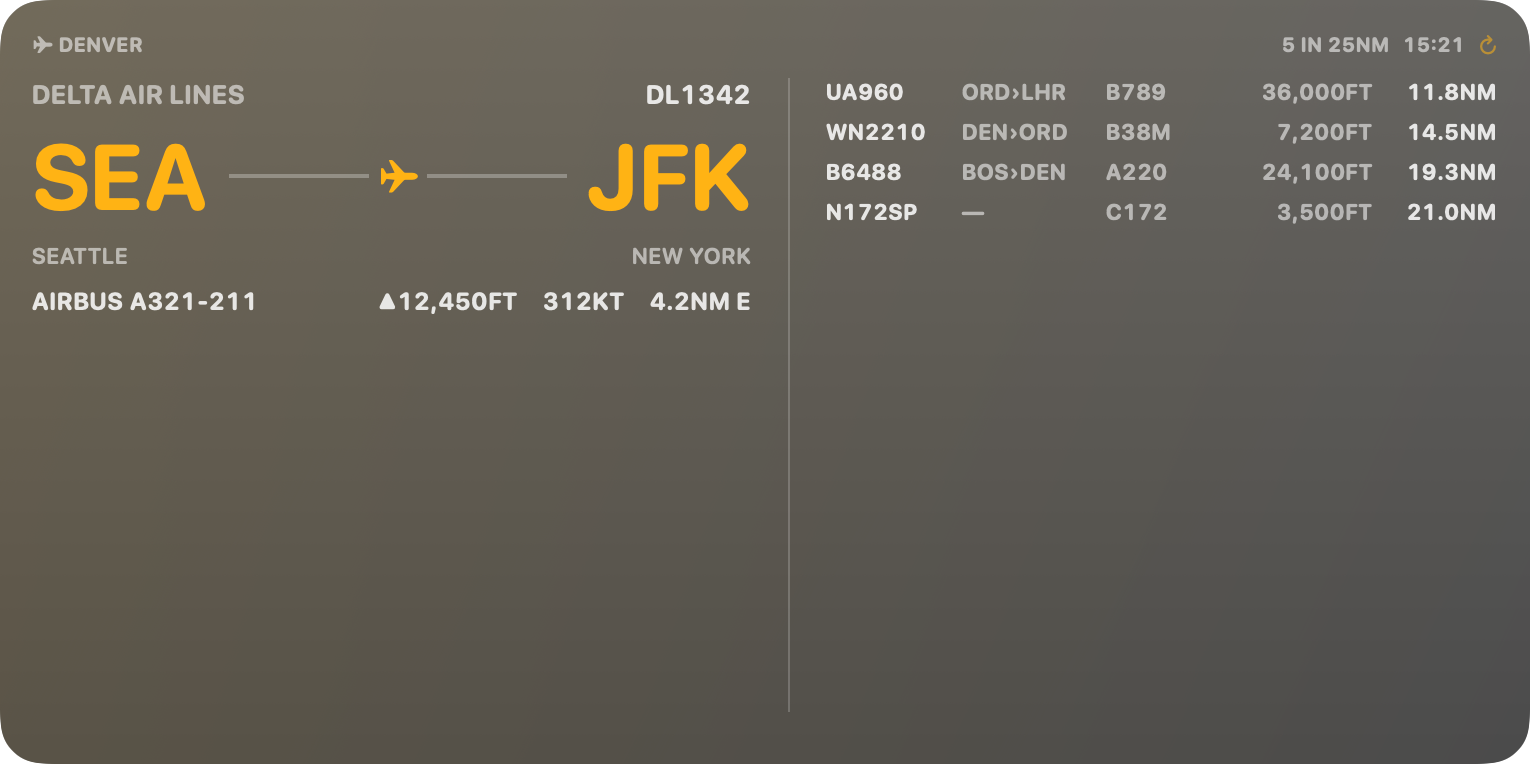 DENVER
5 IN 25NM 15:21
DELTA AIR LINES DL1342
SEA JFK
SEATTLE NEW YORK
AIRBUS A321-211 ▲12,450FT 312KT 4.2NM E
UA960 ORD›LHR B789 36,000FT 11.8NM
WN2210 DEN›ORD B38M 7,200FT 14.5NM
B6488 BOS›DEN A220 24,100FT 19.3NM
N172SP — C172 3,500FT 21.0NM